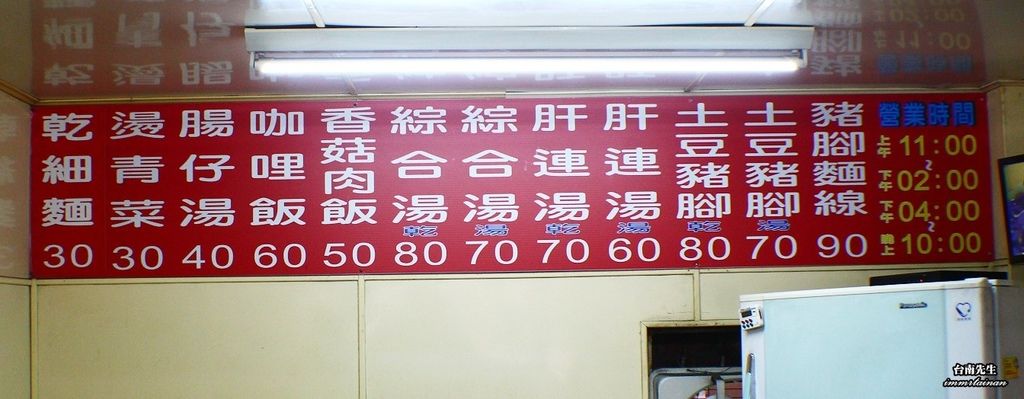 營業時間
上午 11:00
~
下午 02:00
下午 04:00
~
晚上 10:00
豬腳麵線 90
土豆豬腳 湯 70
土豆豬腳 乾 80
肝連湯 湯 60
肝連湯 乾 70
綜合湯 湯 70
綜合湯 乾 80
香菇肉飯 50
咖哩飯 60
腸仔湯 40
燙青菜 30
乾細麵 30
Panasonic
台南先生
immrtainan